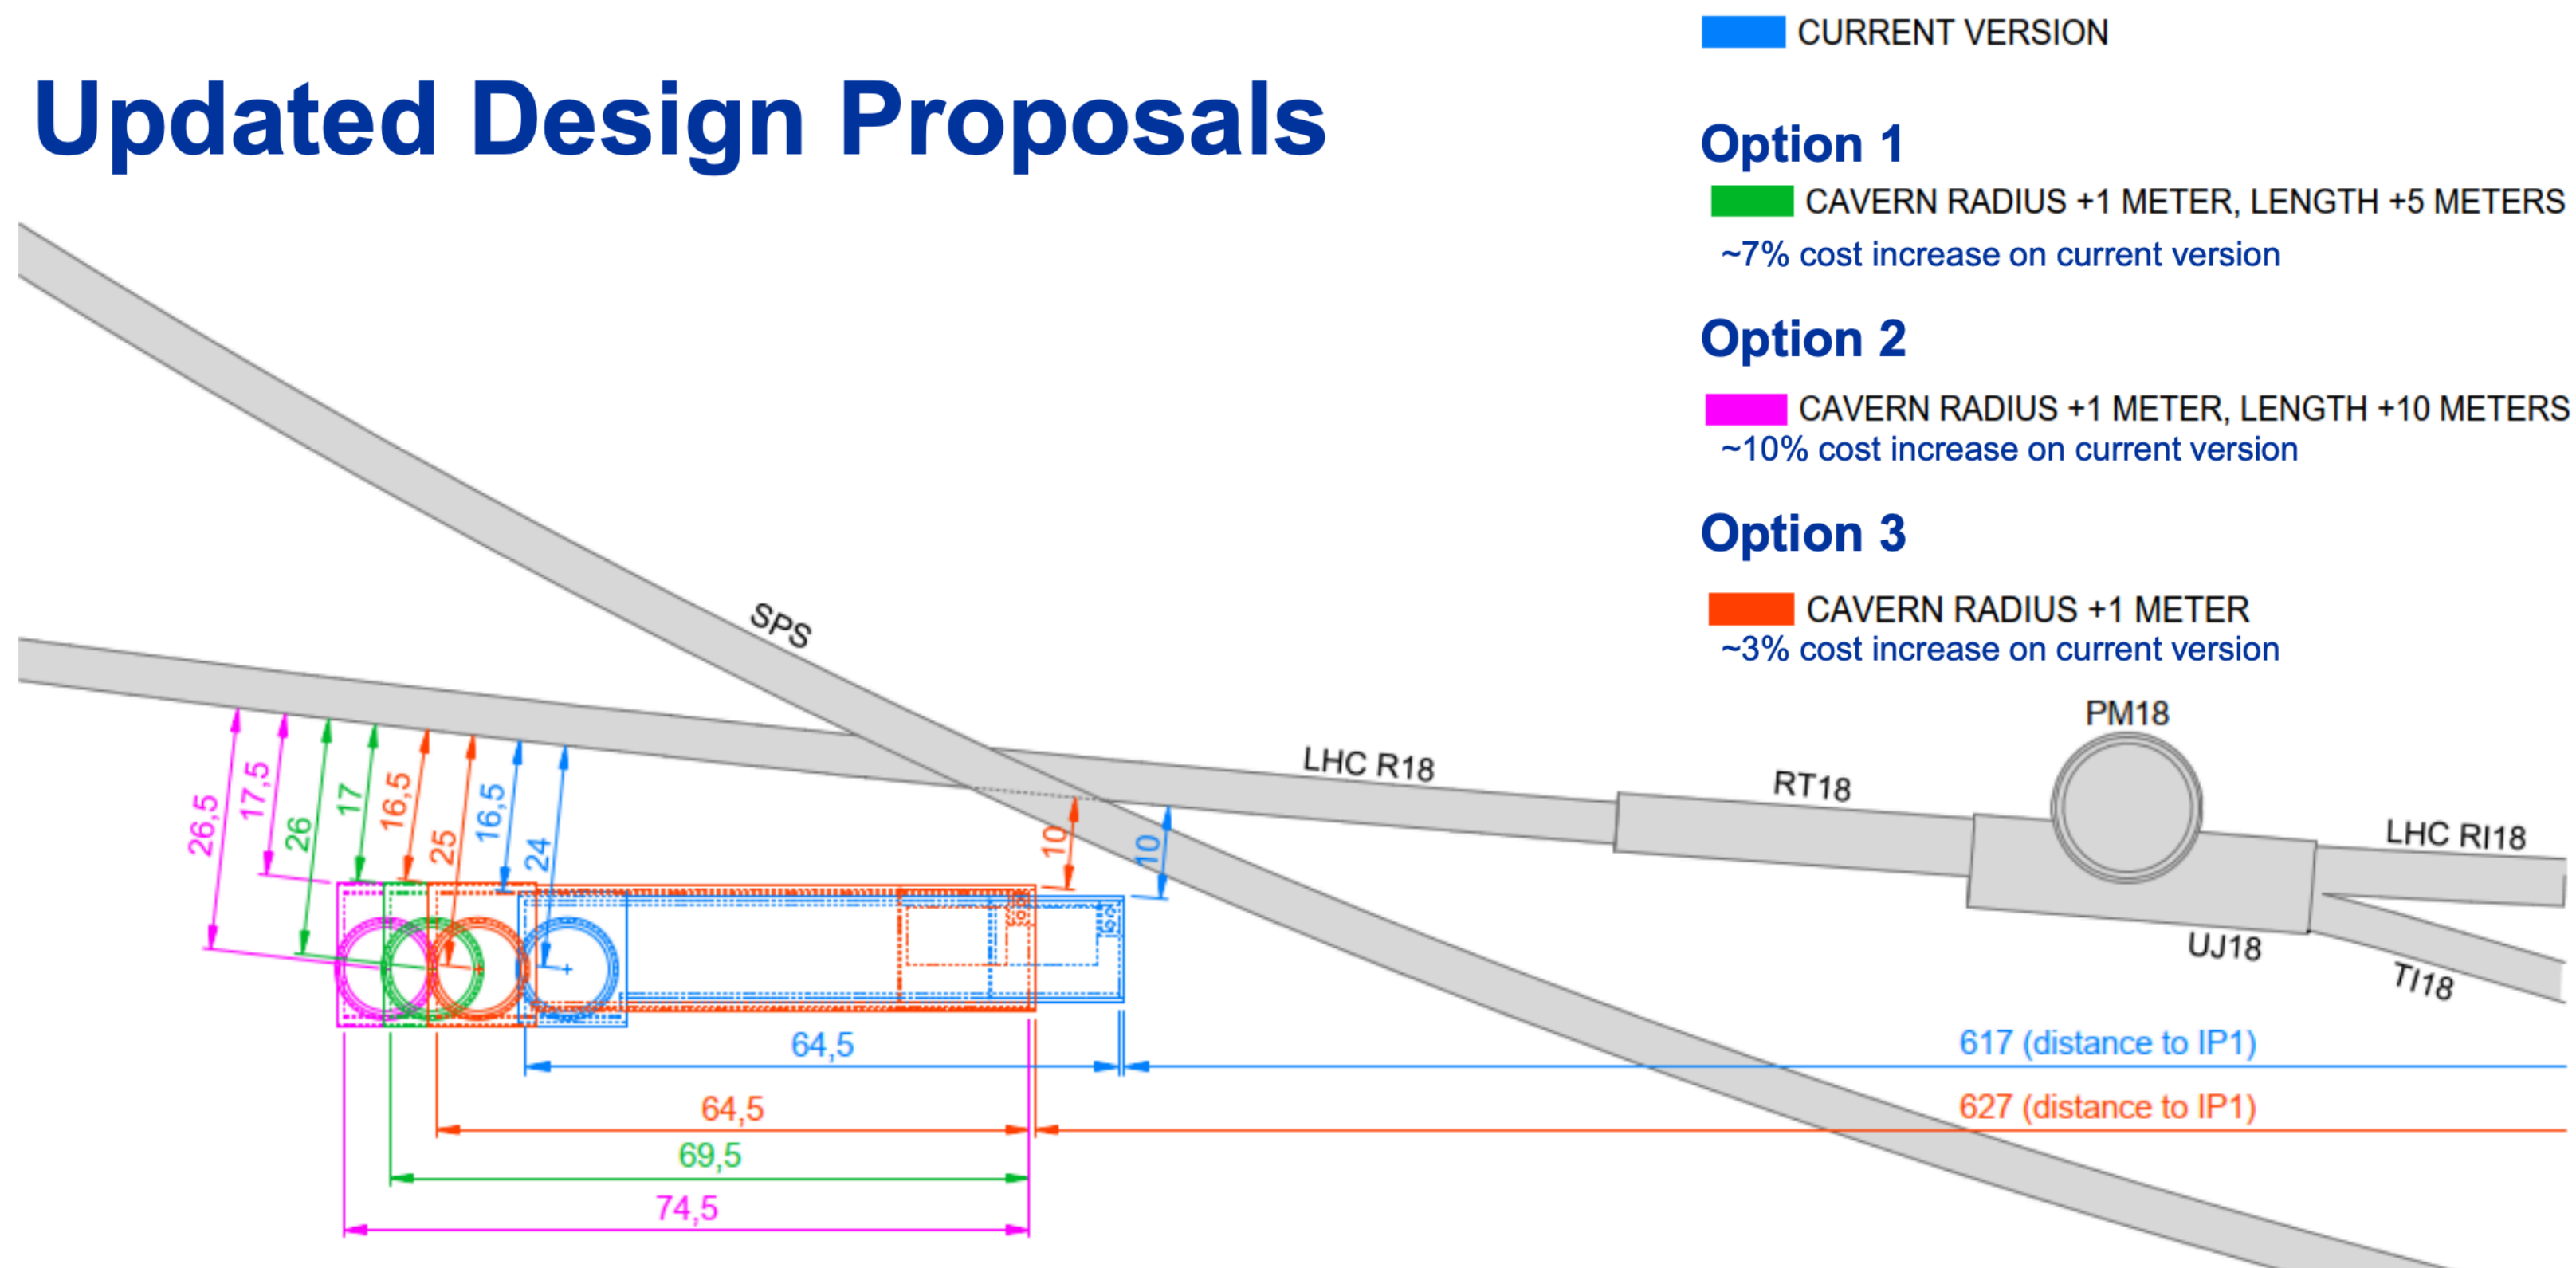 CURRENT VERSION
Updated Design Proposals
Option 1
CAVERN RADIUS +1 METER, LENGTH +5 METERS
~7% cost increase on current version
Option 2
CAVERN RADIUS +1 METER, LENGTH +10 METERS
~10% cost increase on current version
Option 3
CAVERN RADIUS +1 METER
~3% cost increase on current version
SPS
PM18
LHC R18
RT18
LHC RI18
UJ18
TI18
26,5
17,5
26
17
16,5
25
16,5
24
10
10
64,5
617 (distance to IP1)
64,5
627 (distance to IP1)
69,5
74,5